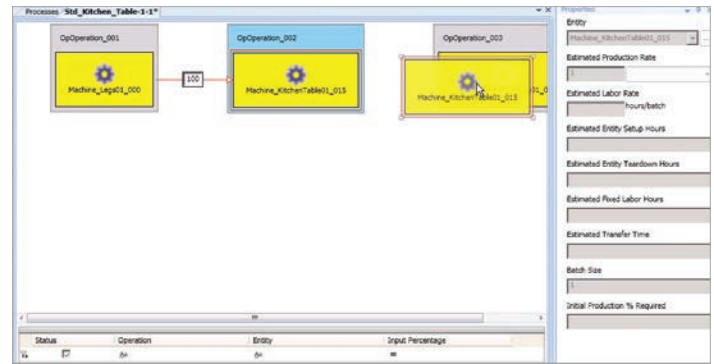 Processes Std_Kitchen_Table-1-1*
OpOperation_001
OpOperation_002
OpOperation_003
Machine_Legs01_000
100
Machine_KitchenTable01_015
Machine_KitchenTable01_015
Properties
Entity
Machine_KitchenTable01_015
Estimated Production Rate
1
Estimated Labor Rate
hours/batch
Estimated Entity Setup Hours
Estimated Entity Teardown Hours
Estimated Fixed Labor Hours
Estimated Transfer Time
Batch Size
1
Initial Production % Required
Status Operation Entity Input Percentage